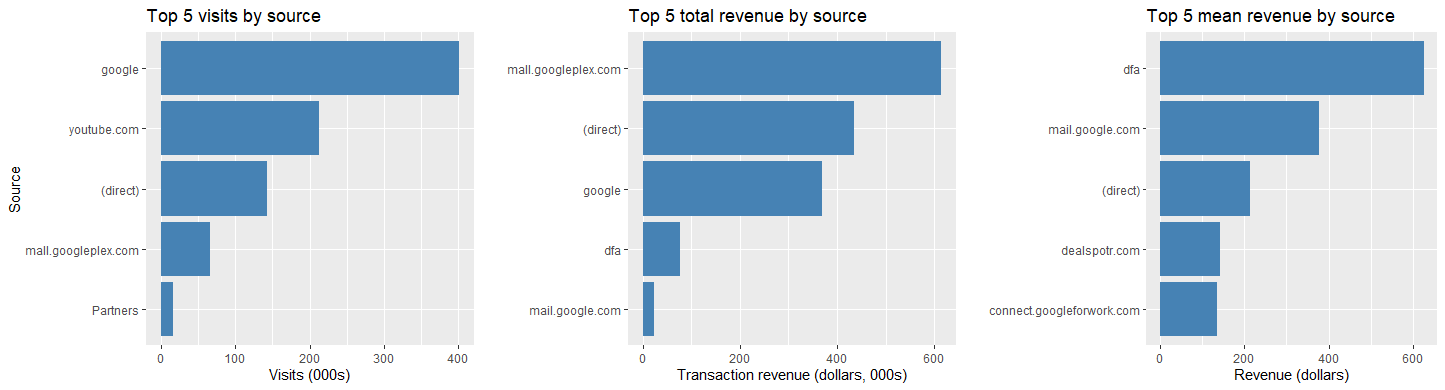 Top 5 visits by source
Source
google
youtube.com
(direct)
mall.googleplex.com
Partners
0 100 200 300 400
Visits (000s)
Top 5 total revenue by source
mall.googleplex.com
(direct)
google
dfa
mail.google.com
0 200 400 600
Transaction revenue (dollars, 000s)
Top 5 mean revenue by source
dfa
mail.google.com
(direct)
dealspotr.com
connect.googleforwork.com
0 200 400 600
Revenue (dollars)